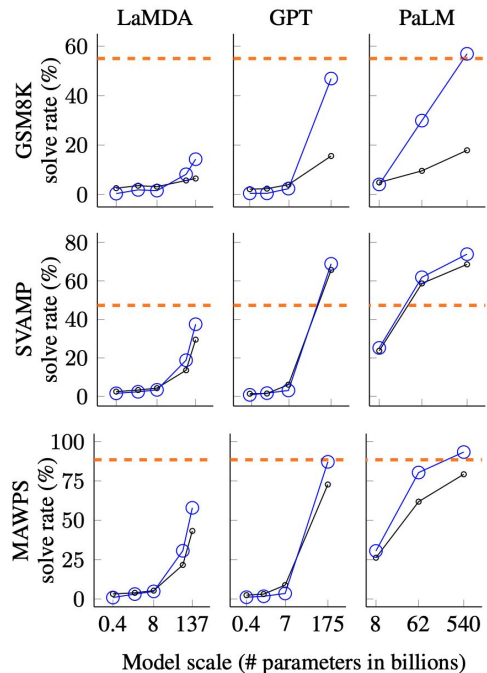 LaMDA GPT PaLM
GSM8K
solve rate (%)
60
40
20
0
SVAMP
solve rate (%)
80
60
40
20
0
MAWPS
solve rate (%)
100
75
50
25
0
0.4 8 137 0.4 7 175 8 62 540
Model scale (# parameters in billions)